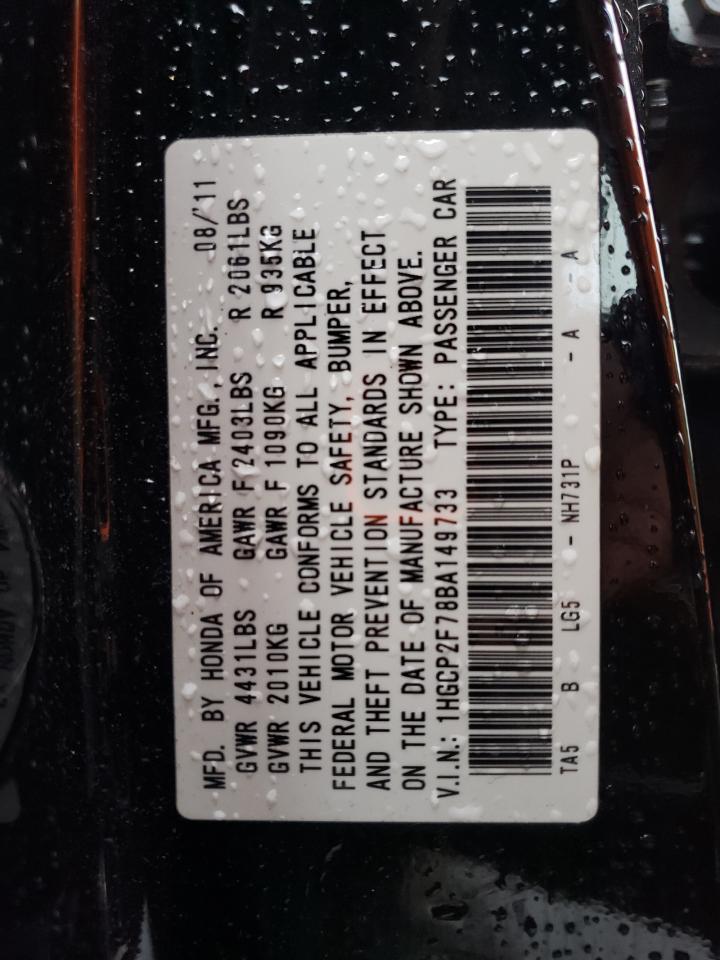 MFD. BY HONDA OF AMERICA MFG., INC. 08/'11
GVWR 4431LBS GAWR F 2403LBS R 2061LBS
GVWR 2010KG GAWR F 1090KG R 935KG
THIS VEHICLE CONFORMS TO ALL APPLICABLE
FEDERAL MOTOR VEHICLE SAFETY, BUMPER,
AND THEFT PREVENTION STANDARDS IN EFFECT
ON THE DATE OF MANUFACTURE SHOWN ABOVE.
V.I.N.: 1HGCP2F78BA149733 TYPE: PASSENGER CAR
TA5 B LG5 - NH731P - A - A